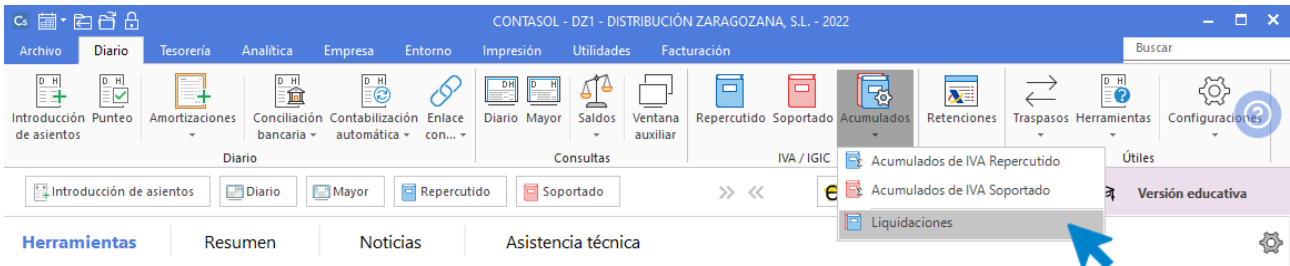 Cs CONTASOL - DZ1 - DISTRIBUCIÓN ZARAGOZANA, S.L. - 2022
Archivo Diario Tesorería Analítica Empresa Entorno Impresión Utilidades Facturación Buscar
D H D H D H D H DH D H D H
Introducción Punteo Amortizaciones Conciliación Contabilización Enlace Diario Mayor Saldos Ventana Repercutido Soportado Acumulados Retenciones Traspasos Herramientas Configuraciones
de asientos bancaria automática con... auxiliar
Diario Consultas IVA / IGIC Útiles
Acumulados de IVA Repercutido
Introducción de asientos Diario Mayor Repercutido Soportado e Acumulados de IVA Soportado Versión educativa
Liquidaciones
Herramientas Resumen Noticias Asistencia técnica